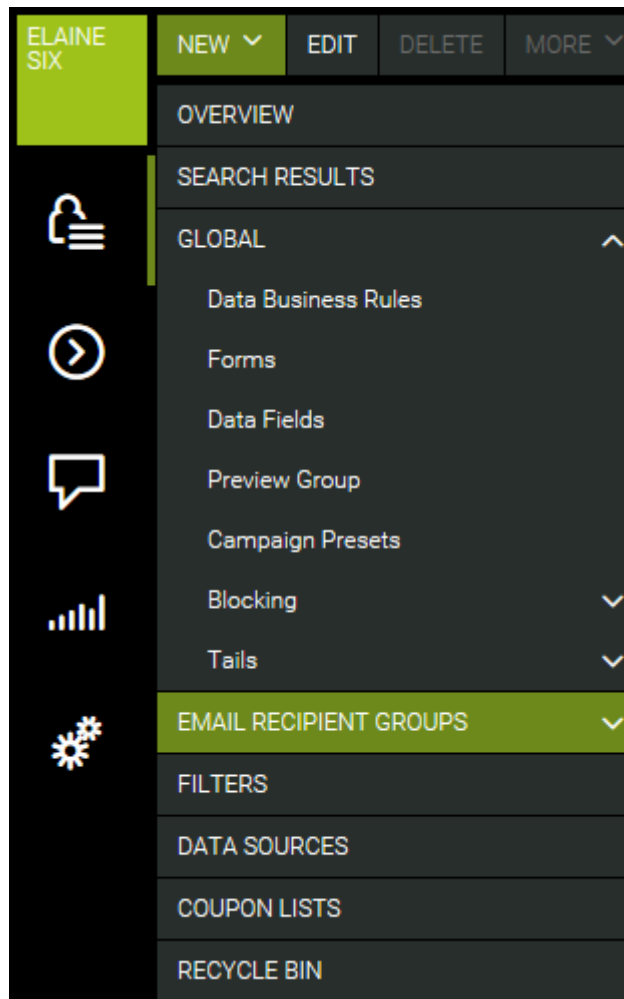 ELAINE
SIX
NEW EDIT DELETE MORE
OVERVIEW
SEARCH RESULTS
GLOBAL
Data Business Rules
Forms
Data Fields
Preview Group
Campaign Presets
Blocking
Tails
EMAIL RECIPIENT GROUPS
FILTERS
DATA SOURCES
COUPON LISTS
RECYCLE BIN